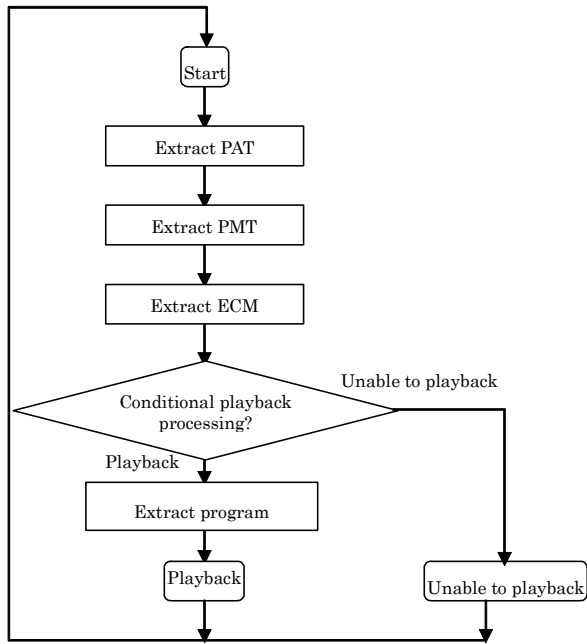 Start
Extract PAT
Extract PMT
Extract ECM
Unable to playback
Conditional playback
processing?
Playback
Extract program
Playback
Unable to playback